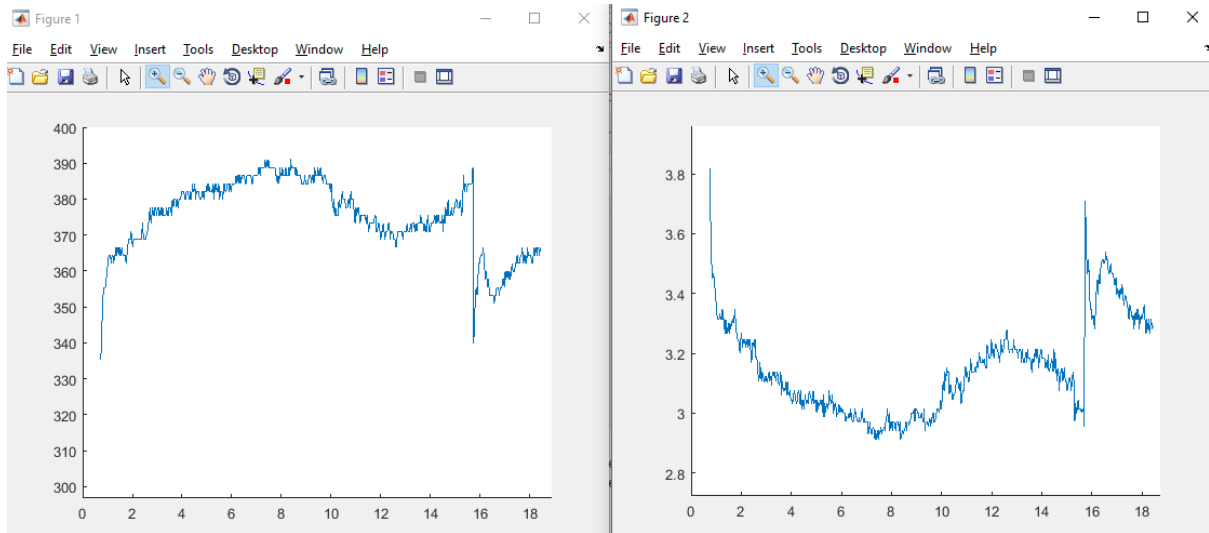 Figure 1
File Edit View Insert Tools Desktop Window Help
400
390
380
370
360
350
340
330
320
310
300
0 2 4 6 8 10 12 14 16 18
Figure 2
File Edit View Insert Tools Desktop Window Help
3.8
3.6
3.4
3.2
3
2.8
0 2 4 6 8 10 12 14 16 18